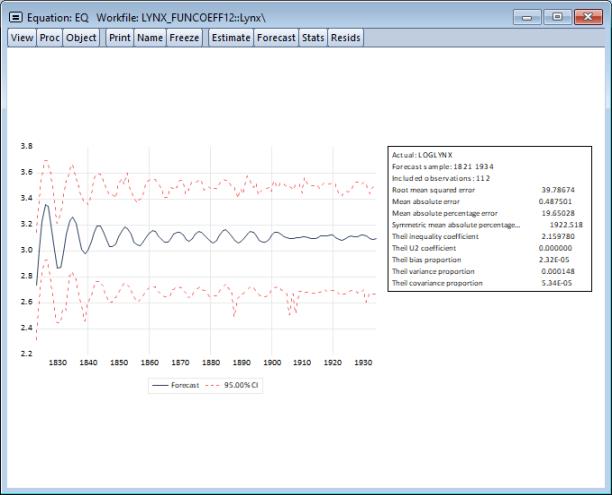 Equation: EQ Workfile: LYNX_FUNCOEFF12::Lynx\
View Proc Object Print Name Freeze Estimate Forecast Stats Resids
3.8
3.6
3.4
3.2
3.0
2.8
2.6
2.4
2.2
1830 1840 1850 1860 1870 1880 1890 1900 1910 1920 1930
Forecast 95.00% CI
Actual: LOGLYNX
Forecast sample: 1821 1934
Included observations: 112
Root mean squared error 39.78674
Mean absolute error 0.487501
Mean absolute percentage error 19.65028
Symmetric mean absolute percentage... 1922.518
Theil inequality coefficient 2.159780
Theil U2 coefficient 0.000000
Theil bias proportion 2.32E-05
Theil variance proportion 0.000148
Theil covariance proportion 5.34E-05